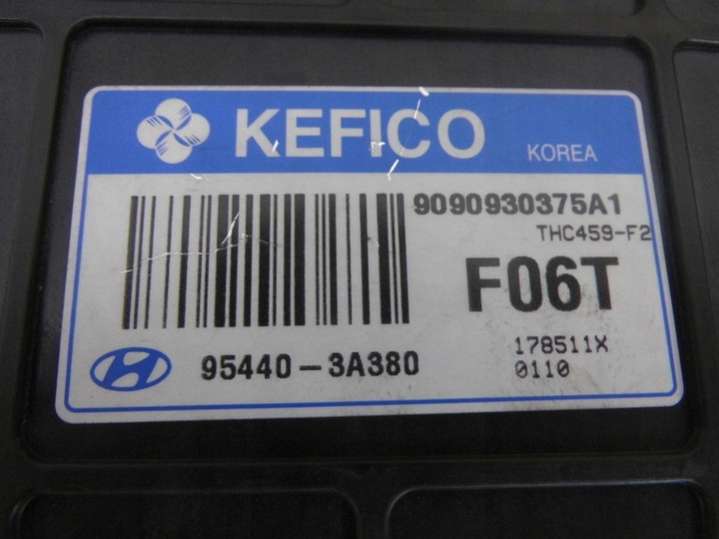 KEFICO KOREA
9090930375A1
THC459-F2
F06T
95440-3A380
178511X
0110